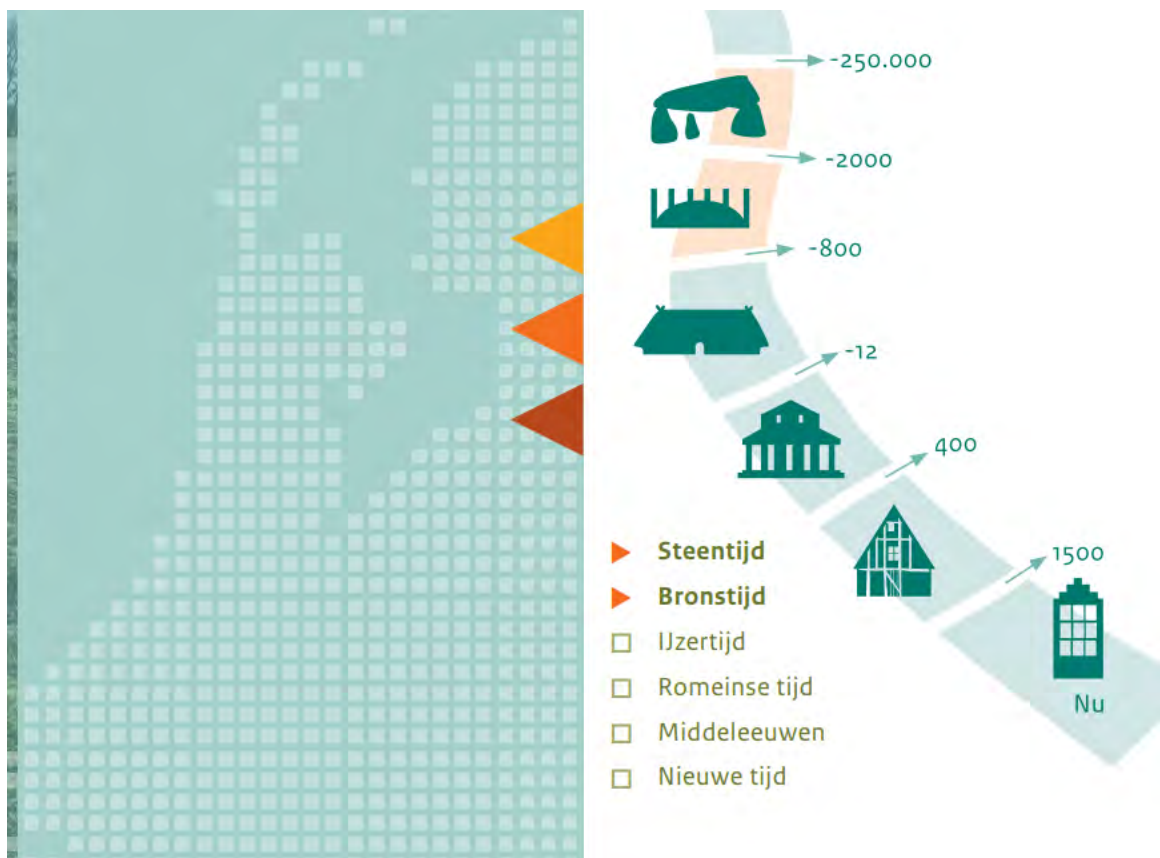 -250.000
-2000
-800
-12
400
1500
Nu
Steentijd
Bronstijd
IJzertijd
Romeinse tijd
Middeleeuwen
Nieuwe tijd